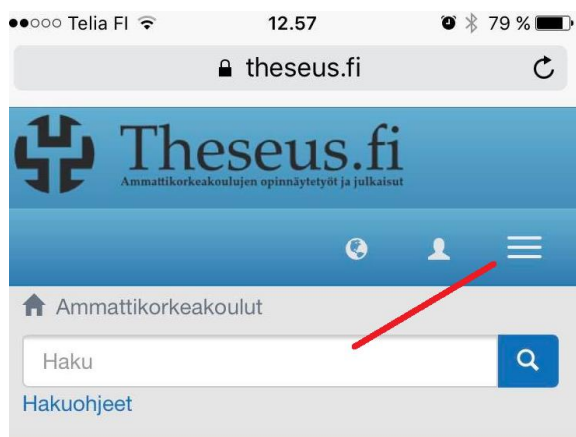 Telia FI 12.57 79 %
theseus.fi
Theseus.fi
Ammattikorkeakoulujen opinnäytetyöt ja julkaisut
Ammattikorkeakoulut
Haku
Hakuohjeet